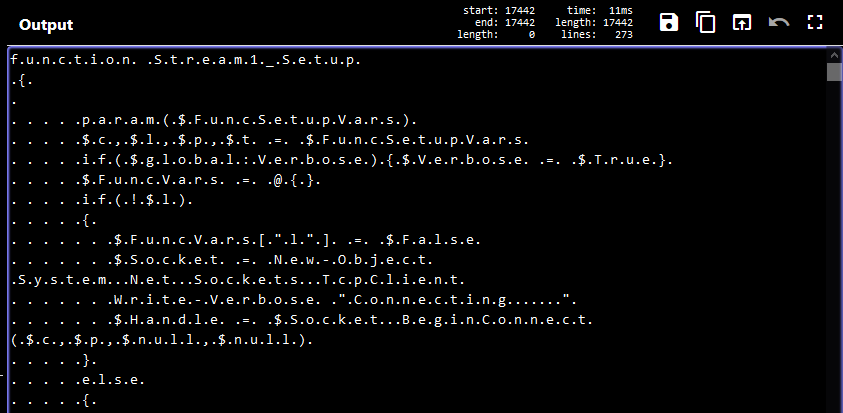 Output
start: 17442
end: 17442
length: 0
time: 11ms
length: 17442
lines: 273
f.u.n.c.t.i.o.n. .S.t.r.e.a.m.1._.S.e.t.u.p.
.{.
.
. . . . .p.a.r.a.m.(.$.F.u.n.c.S.e.t.u.p.V.a.r.s.).
. . . . .$.c.,.$.l.,.$.p.,.$.t. .=. .$.F.u.n.c.S.e.t.u.p.V.a.r.s.
. . . . .i.f.(.$.g.l.o.b.a.l.:.V.e.r.b.o.s.e.).{.$.V.e.r.b.o.s.e. .=. .$.T.r.u.e.}.
. . . . .$.F.u.n.c.V.a.r.s. .=. .@.{.}.
. . . . .i.f.(.!.$.l.).
. . . . .{.
. . . . . . .$.F.u.n.c.V.a.r.s.[.".l.".]. .=. .$.F.a.l.s.e.
. . . . . . .$.S.o.c.k.e.t. .=. .N.e.w.-.O.b.j.e.c.t.
.S.y.s.t.e.m...N.e.t...S.o.c.k.e.t.s...T.c.p.C.l.i.e.n.t.
. . . . . . .W.r.i.t.e.-.V.e.r.b.o.s.e. .".C.o.n.n.e.c.t.i.n.g.......".
. . . . . . .$.H.a.n.d.l.e. .=. .$.S.o.c.k.e.t...B.e.g.i.n.C.o.n.n.e.c.t.
(.$.c.,.$.p.,.$.n.u.l.l.,.$.n.u.l.l.).
. . . . .}.
. . . . .e.l.s.e.
. . . . .{.